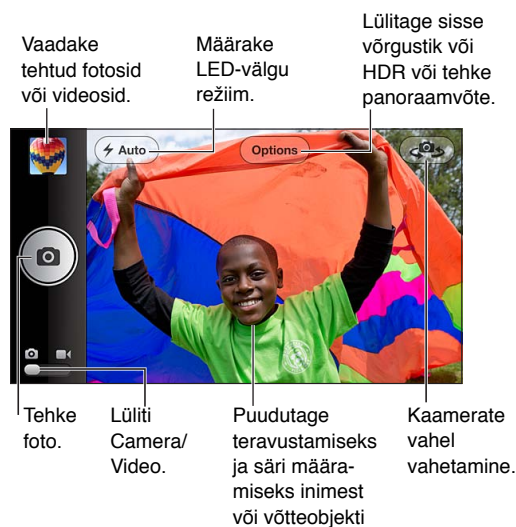 Vaadake
tehtud fotosid
või videosid.
Määrake
LED-välgu
režiim.
Lülitage sisse
võrgustik või
HDR või tehke
panoraamvõte.
Auto
Options
Tehke
foto.
Lüliti
Camera/
Video.
Puudutage
teravustamiseks
ja säri määra-
miseks inimest
või võtteobjekti
Kaamerate
vahel
vahetamine.